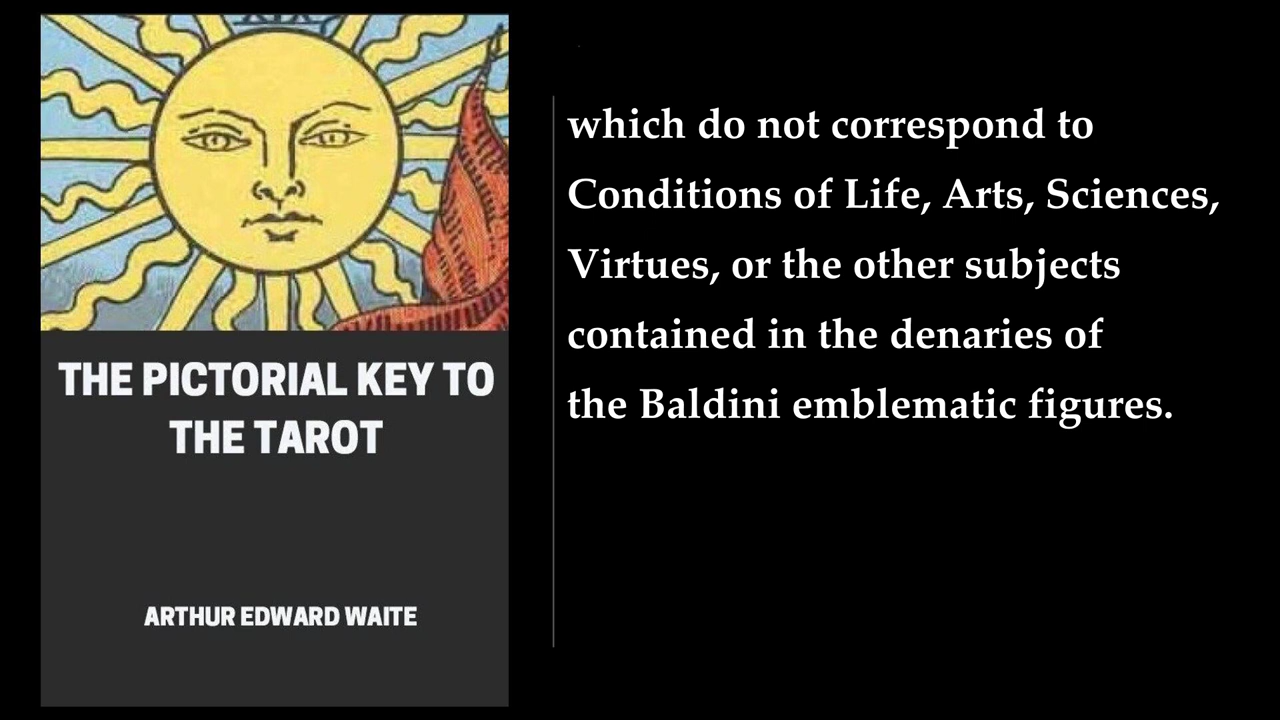 XIX
THE PICTORIAL KEY TO
THE TAROT
ARTHUR EDWARD WAITE
which do not correspond to
Conditions of Life, Arts, Sciences,
Virtues, or the other subjects
contained in the denaries of
the Baldini emblematic figures.